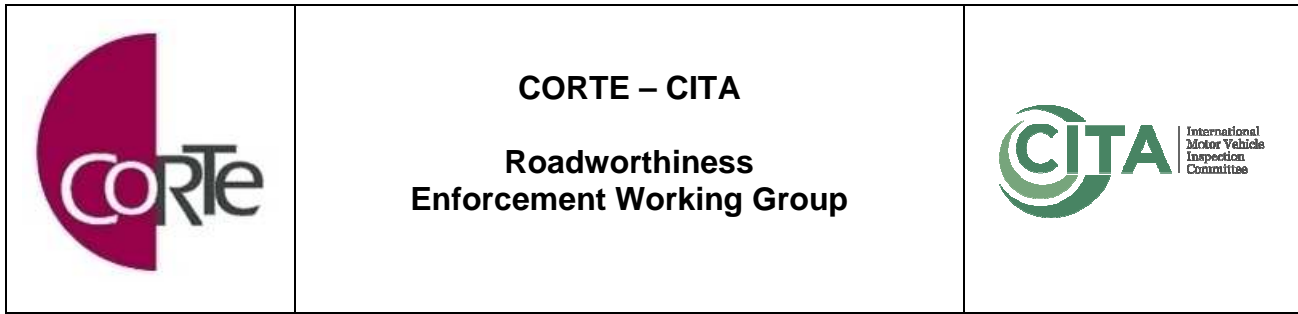 CORTE
CORTE – CITA
Roadworthiness
Enforcement Working Group
CITA
International
Motor Vehicle
Inspection
Committee